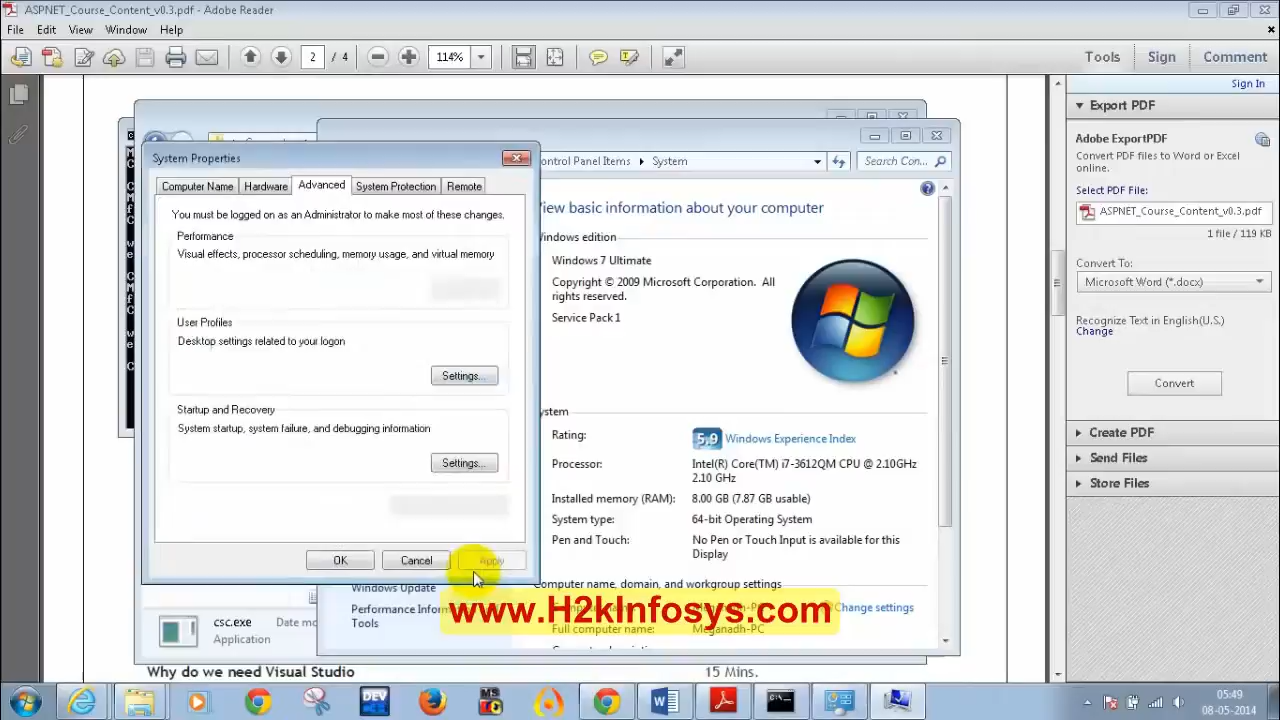 ASPNET_Course_Content_v0.3.pdf - Adobe Reader
File Edit View Window Help
2 / 4 114% Tools Sign Comment
Sign In
Export PDF
Adobe ExportPDF
Convert PDF files to Word or Excel
online.
Select PDF File:
ASPNET_Course_Content_v0.3.pdf
1 file / 119 KB
Convert To:
Microsoft Word (*.docx)
Recognize Text in English(U.S.)
Change
Convert
Create PDF
Send Files
Store Files
System Properties
Computer Name Hardware Advanced System Protection Remote
You must be logged on as an Administrator to make most of these changes.
Performance
Visual effects, processor scheduling, memory usage, and virtual memory
User Profiles
Desktop settings related to your logon
Settings...
Startup and Recovery
System startup, system failure, and debugging information
Settings...
OK Cancel Apply
ontrol Panel Items System Search Con...
View basic information about your computer
Windows edition
Windows 7 Ultimate
Copyright © 2009 Microsoft Corporation. All
rights reserved.
Service Pack 1
ystem
Rating: 5.9 Windows Experience Index
Processor: Intel(R) Core(TM) i7-3612QM CPU @ 2.10GHz
2.10 GHz
Installed memory (RAM): 8.00 GB (7.87 GB usable)
System type: 64-bit Operating System
Pen and Touch: No Pen or Touch Input is available for this
Display
Computer name, domain, and workgroup settings
Change settings
Full computer name: Meganadh-PC
Windows Update
Performance Inform
Tools
www.H2kInfosys.com
csc.exe Date mo
Application
Why do we need Visual Studio 15 Mins.
DEV
MS
05:49
08-05-2014